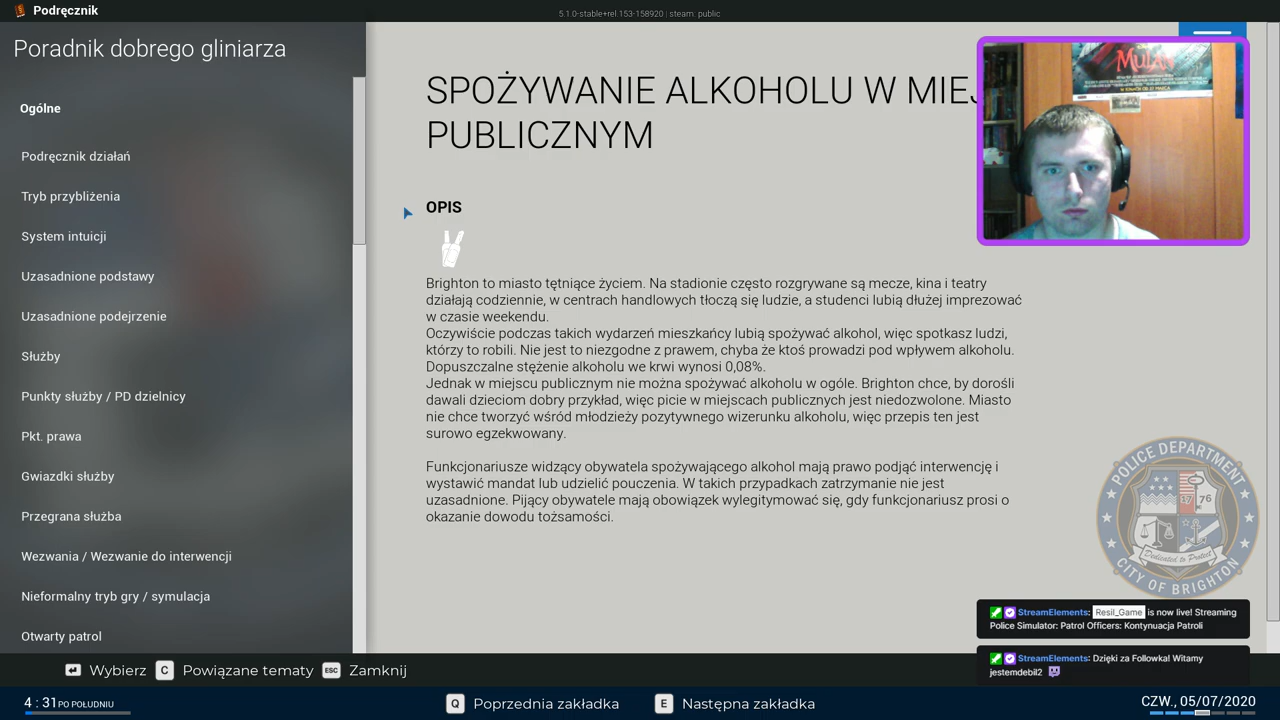 Podręcznik
5.1.0-stable+rel 153-158920 | steam: public
Poradnik dobrego gliniarza
Ogólne
Podręcznik działań
Tryb przybliżenia
System intuicji
Uzasadnione podstawy
Uzasadnione podejrzenie
Służby
Punkty służby / PD dzielnicy
Pkt. prawa
Gwiazdki służby
Przegrana służba
Wezwania / Wezwanie do interwencji
Nieformalny tryb gry / symulacja
Otwarty patrol
SPOŻYWANIE ALKOHOLU W MIEJ
PUBLICZNYM
OPIS
Brighton to miasto tętniące życiem. Na stadionie często rozgrywane są mecze, kina i teatry
działają codziennie, w centrach handlowych tłoczą się ludzie, a studenci lubią dłużej imprezować
w czasie weekendu.
Oczywiście podczas takich wydarzeń mieszkańcy lubią spożywać alkohol, więc spotkasz ludzi,
którzy to robili. Nie jest to niezgodne z prawem, chyba że ktoś prowadzi pod wpływem alkoholu.
Dopuszczalne stężenie alkoholu we krwi wynosi 0,08%.
Jednak w miejscu publicznym nie można spożywać alkoholu w ogóle. Brighton chce, by dorośli
dawali dzieciom dobry przykład, więc picie w miejscach publicznych jest niedozwolone. Miasto
nie chce tworzyć wśród młodzieży pozytywnego wizerunku alkoholu, więc przepis ten jest
surowo egzekwowany.
Funkcjonariusze widzący obywatela spożywającego alkohol mają prawo podjąć interwencję i
wystawić mandat lub udzielić pouczenia. W takich przypadkach zatrzymanie nie jest
uzasadnione. Pijący obywatele mają obowiązek wylegitymować się, gdy funkcjonariusz prosi o
okazanie dowodu tożsamości.
POLICE DEPARTMENT
17 76
Dedicated to Protect
CITY OF BRIGHTON
StreamElements: Resil_Game is now live! Streaming
Police Simulator: Patrol Officers: Kontynuacja Patroli
StreamElements: Dzięki za Followka! Witamy
jestemdebil2
Wybierz C Powiązane tematy ESC Zamknij
4 : 31 PO POŁUDNIU
Q Poprzednia zakładka E Następna zakładka
CZW., 05/07/2020